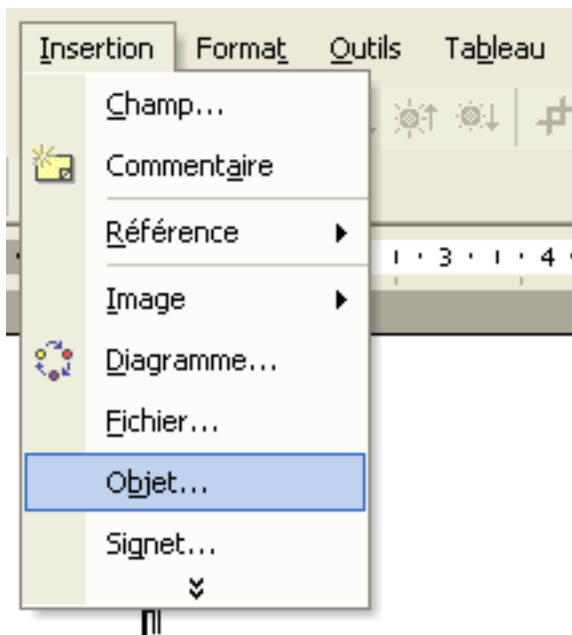 Insertion Format Outils Tableau
Champ...
Commentaire
Référence
3 4
Image
Diagramme...
Fichier...
Objet...
Signet...
¶